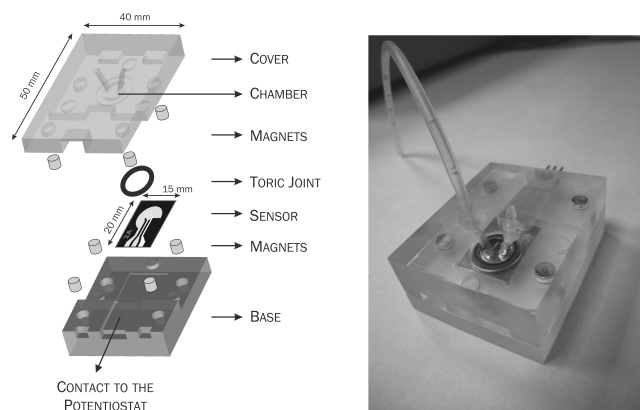 40 mm
50 mm
COVER
CHAMBER
MAGNETS
TORIC JOINT
15 mm
20 mm
SENSOR
MAGNETS
BASE
CONTACT TO THE
POTENTIOSTAT